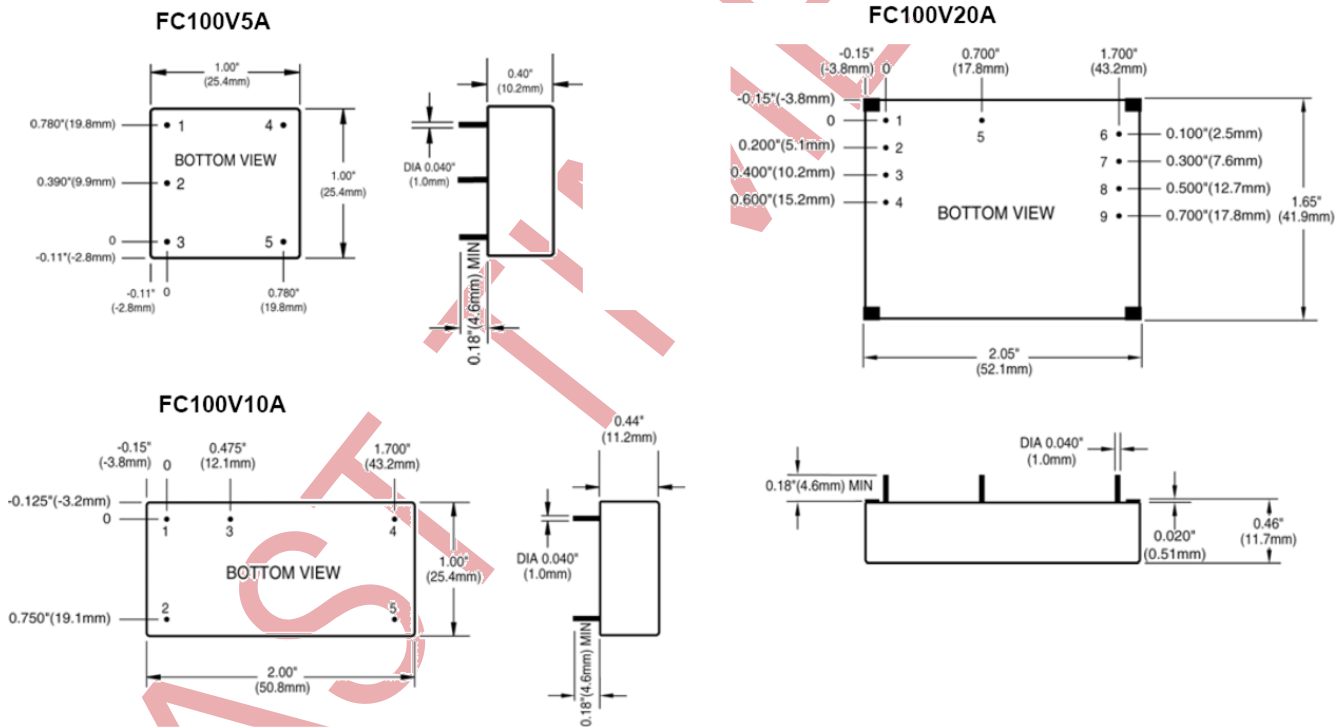 FC100V5A
1.00"
(25.4mm)
0.40"
(10.2mm)
0.780"(19.8mm)
1
4
BOTTOM VIEW
DIA 0.040"
(1.0mm)
1.00"
(25.4mm)
0.390"(9.9mm)
2
0
3
5
-0.11"(-2.8mm)
-0.11"
(-2.8mm)
0
0.780"
(19.8mm)
0.18"(4.6mm) MIN
FC100V20A
-0.15"
(-3.8mm)
0
0.700"
(17.8mm)
1.700"
(43.2mm)
-0.15"(-3.8mm)
0
1
5
6
0.100"(2.5mm)
0.200"(5.1mm)
2
7
0.300"(7.6mm)
0.400"(10.2mm)
3
8
0.500"(12.7mm)
0.600"(15.2mm)
4
9
0.700"(17.8mm)
BOTTOM VIEW
1.65"
(41.9mm)
2.05"
(52.1mm)
FC100V10A
-0.15"
(-3.8mm)
0
0.475"
(12.1mm)
1.700"
(43.2mm)
0.44"
(11.2mm)
-0.125"(-3.2mm)
0
1
3
4
BOTTOM VIEW
1.00"
(25.4mm)
DIA 0.040"
(1.0mm)
0.750"(19.1mm)
2
5
2.00"
(50.8mm)
0.18"(4.6mm) MIN
DIA 0.040"
(1.0mm)
0.18"(4.6mm) MIN
0.020"
(0.51mm)
0.46"
(11.7mm)